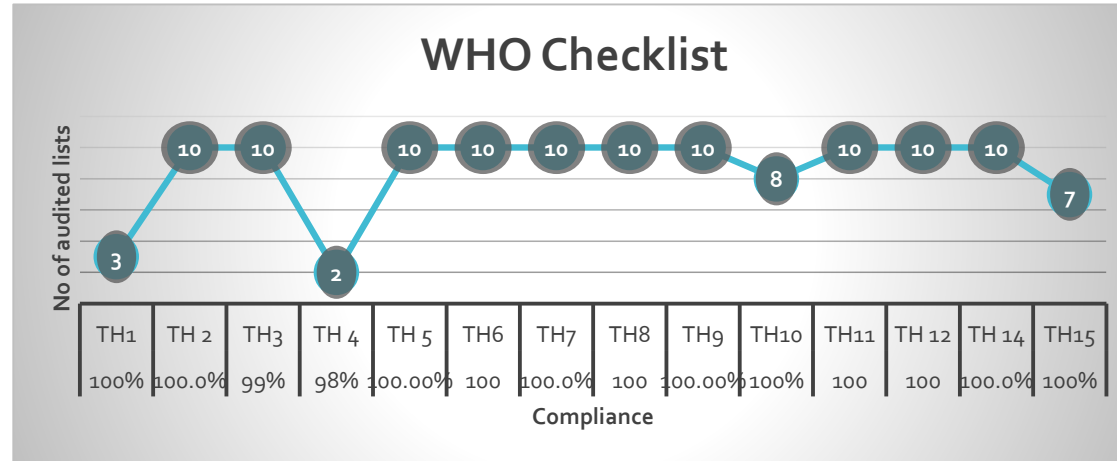 WHO Checklist
No of audited lists
3 10 10 2 10 10 10 10 10 8 10 10 10 7
TH1 TH 2 TH3 TH 4 TH 5 TH6 TH7 TH8 TH9 TH10 TH11 TH 12 TH 14 TH15
100% 100.0% 99% 98% 100.00% 100 100.0% 100 100.00% 100% 100 100 100.0% 100%
Compliance